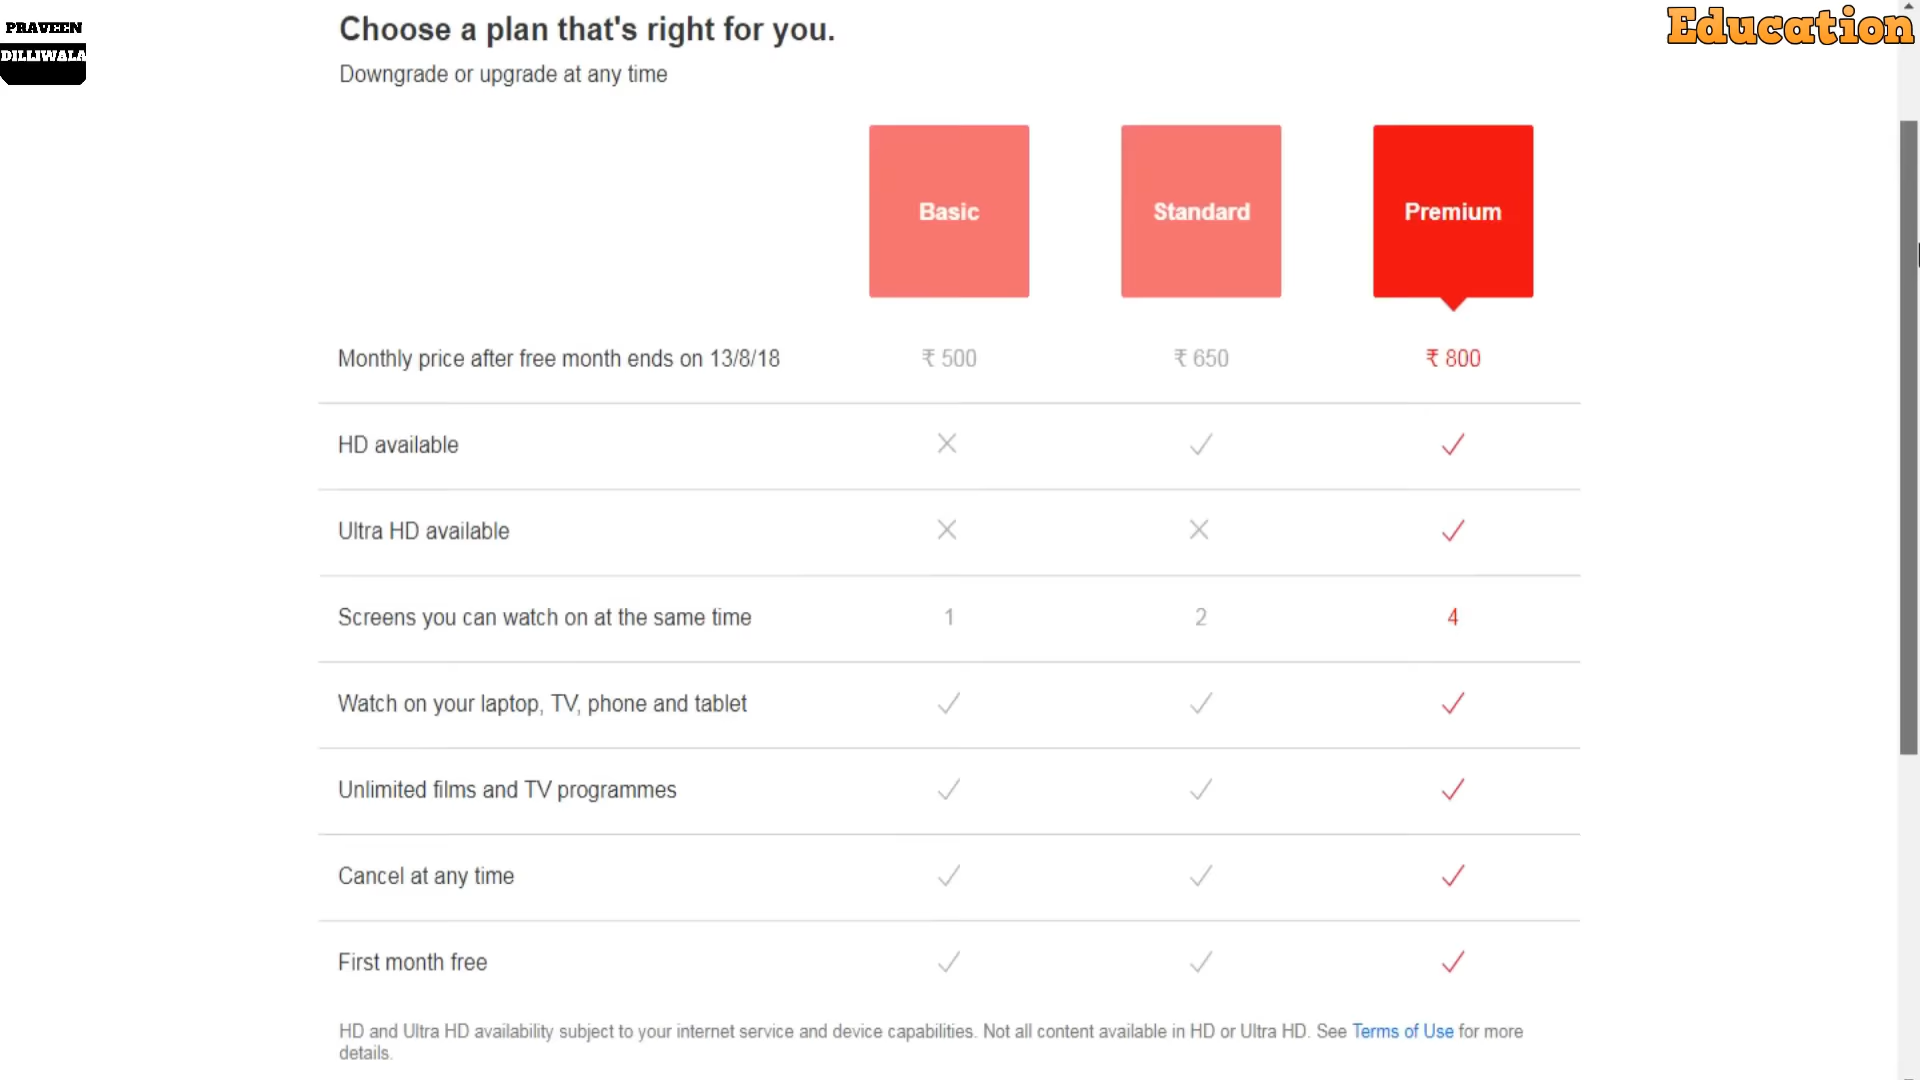 PRAVEEN
DILLIWALA
Education
Choose a plan that's right for you.
Downgrade or upgrade at any time
Basic Standard Premium
Monthly price after free month ends on 13/8/18 ₹ 500 ₹ 650 ₹ 800
HD available
Ultra HD available
Screens you can watch on at the same time 1 2 4
Watch on your laptop, TV, phone and tablet
Unlimited films and TV programmes
Cancel at any time
First month free
HD and Ultra HD availability subject to your internet service and device capabilities. Not all content available in HD or Ultra HD. See Terms of Use for more
details.